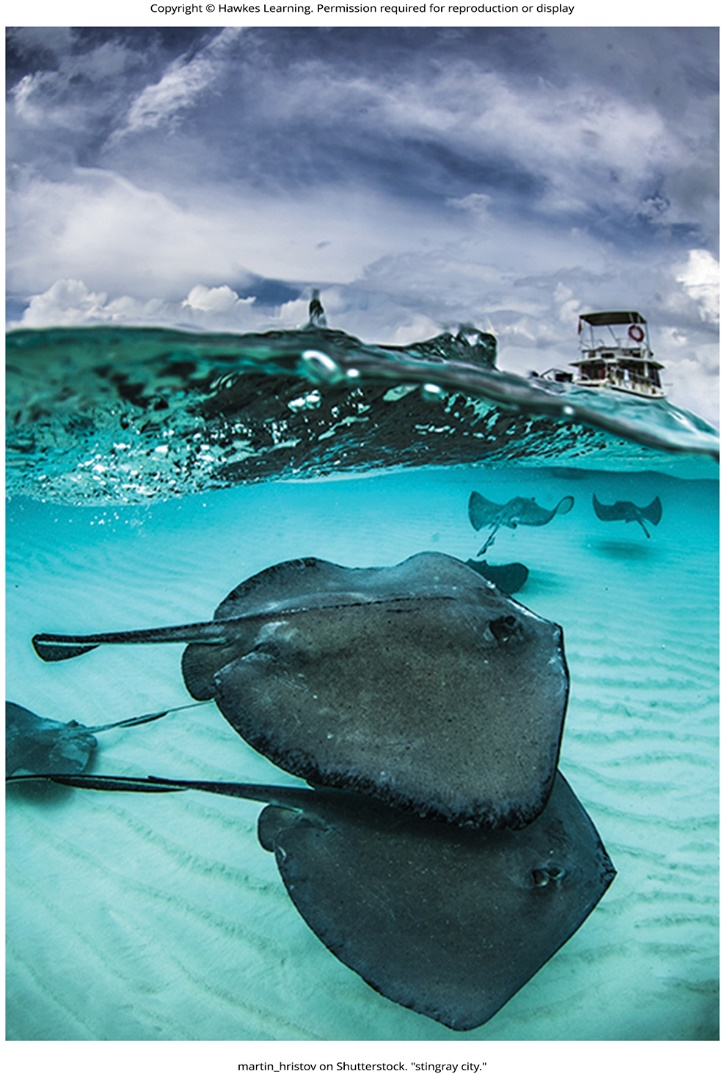 Copyright © Hawkes Learning. Permission required for reproduction or display
martin_hristov on Shutterstock. "stingray city."